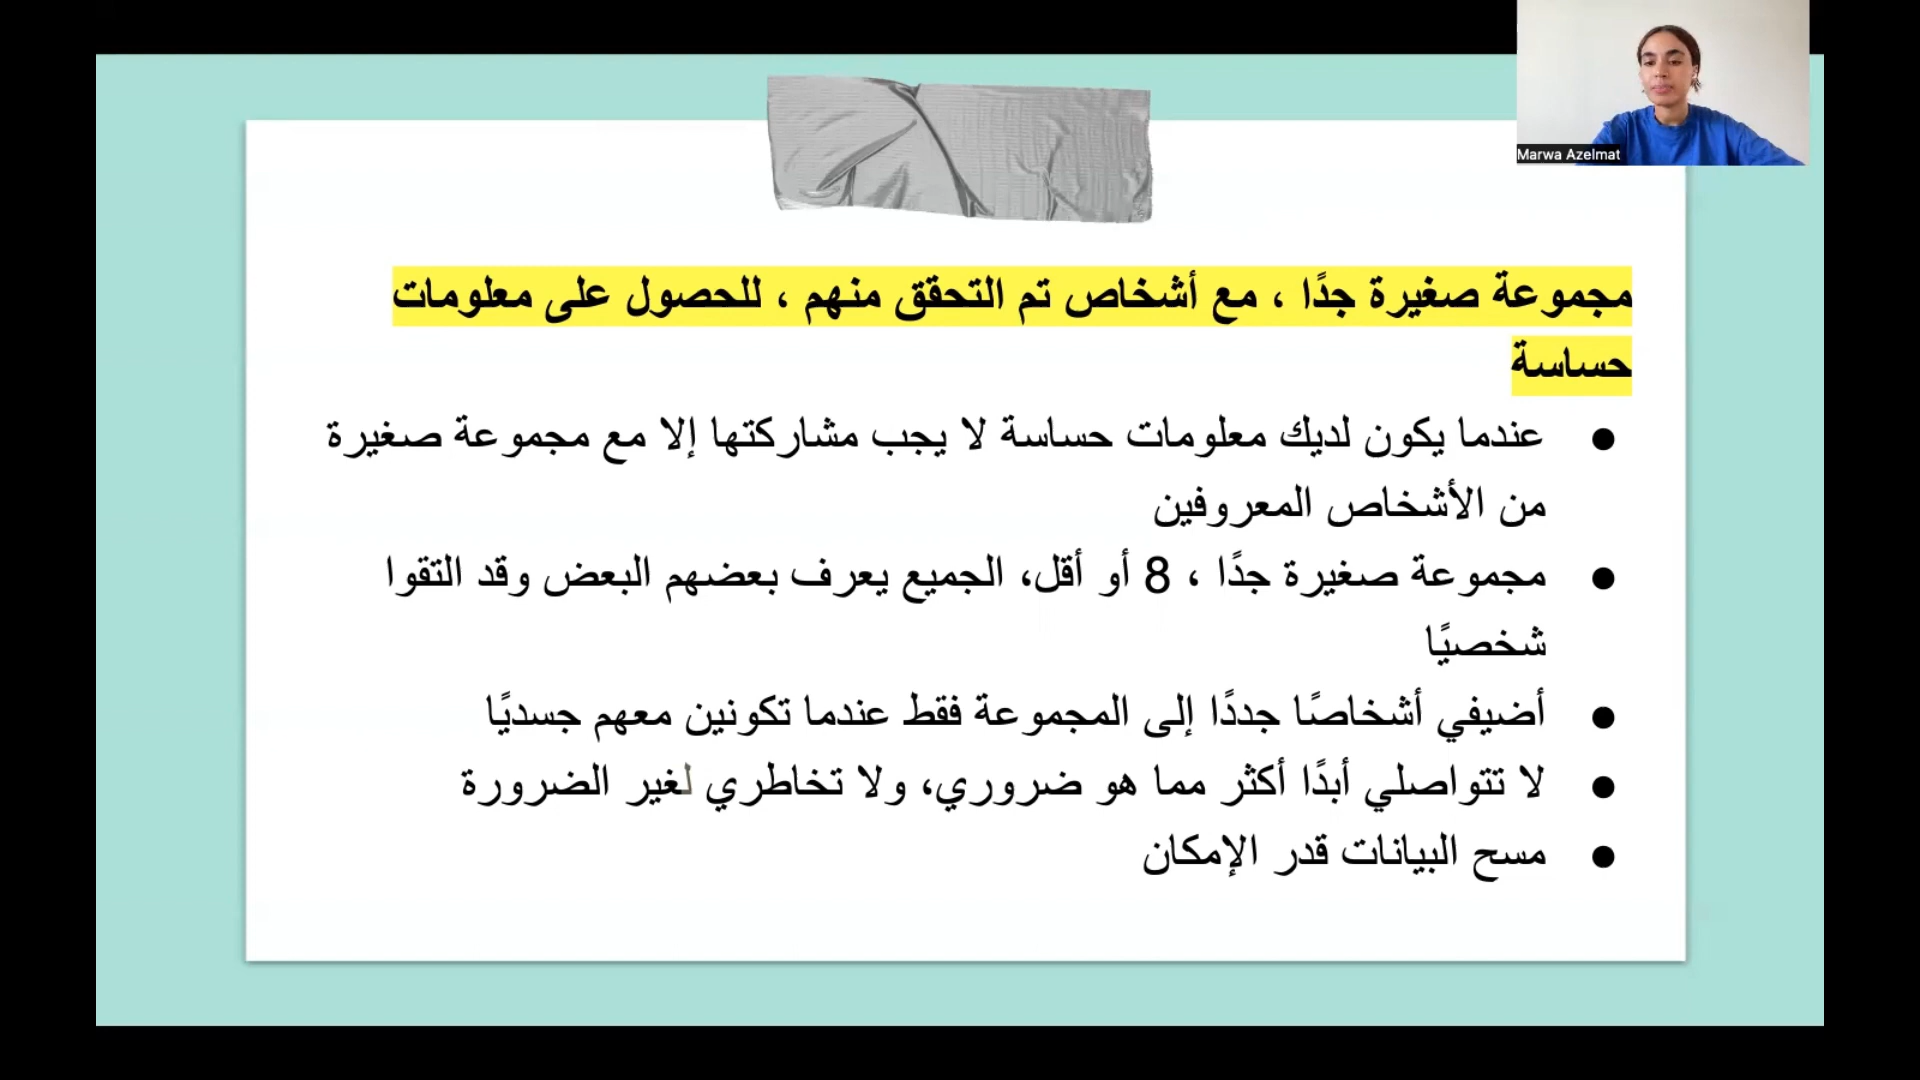 Marwa Azelmat
مجموعة صغيرة جدًا ، مع أشخاص تم التحقق منهم ، للحصول على معلومات
حساسة
● عندما يكون لديك معلومات حساسة لا يجب مشاركتها إلا مع مجموعة صغيرة
من الأشخاص المعروفين
● مجموعة صغيرة جدًا ، 8 أو أقل، الجميع يعرف بعضهم البعض وقد التقوا
شخصيًا
● أضيفي أشخاصًا جددًا إلى المجموعة فقط عندما تكونين معهم جسديًا
● لا تتواصلي أبدًا أكثر مما هو ضروري، ولا تخاطري لغير الضرورة
● مسح البيانات قدر الإمكان